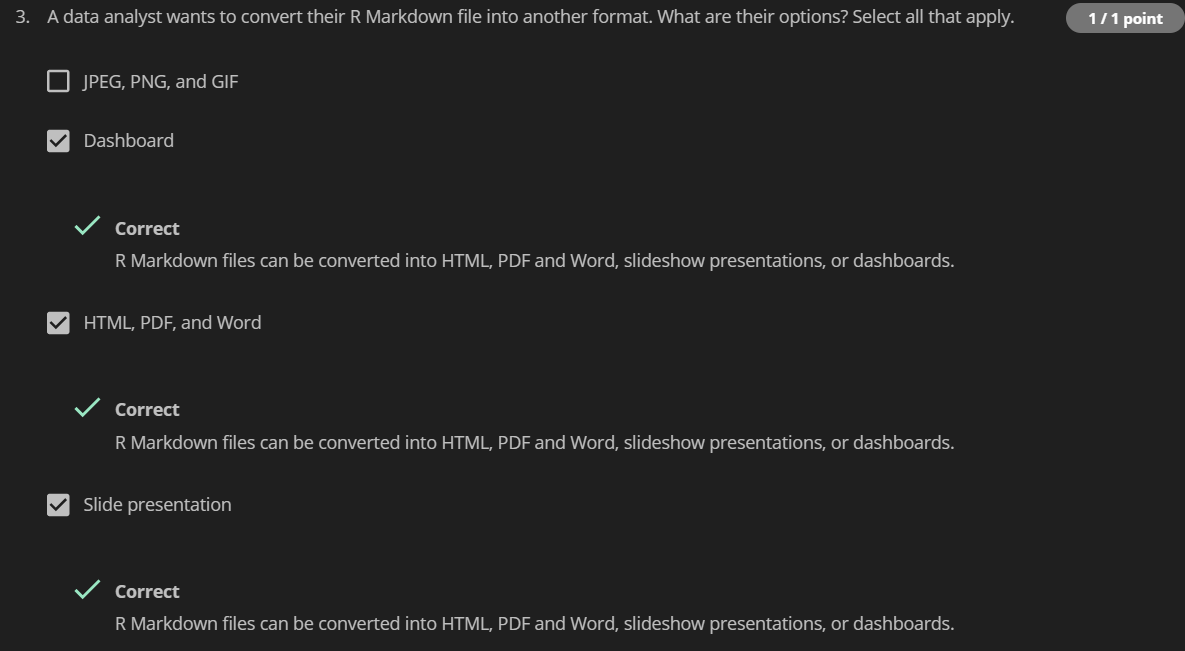 3. A data analyst wants to convert their R Markdown file into another format. What are their options? Select all that apply.
1 / 1 point
JPEG, PNG, and GIF
Dashboard
Correct
R Markdown files can be converted into HTML, PDF and Word, slideshow presentations, or dashboards.
HTML, PDF, and Word
Correct
R Markdown files can be converted into HTML, PDF and Word, slideshow presentations, or dashboards.
Slide presentation
Correct
R Markdown files can be converted into HTML, PDF and Word, slideshow presentations, or dashboards.